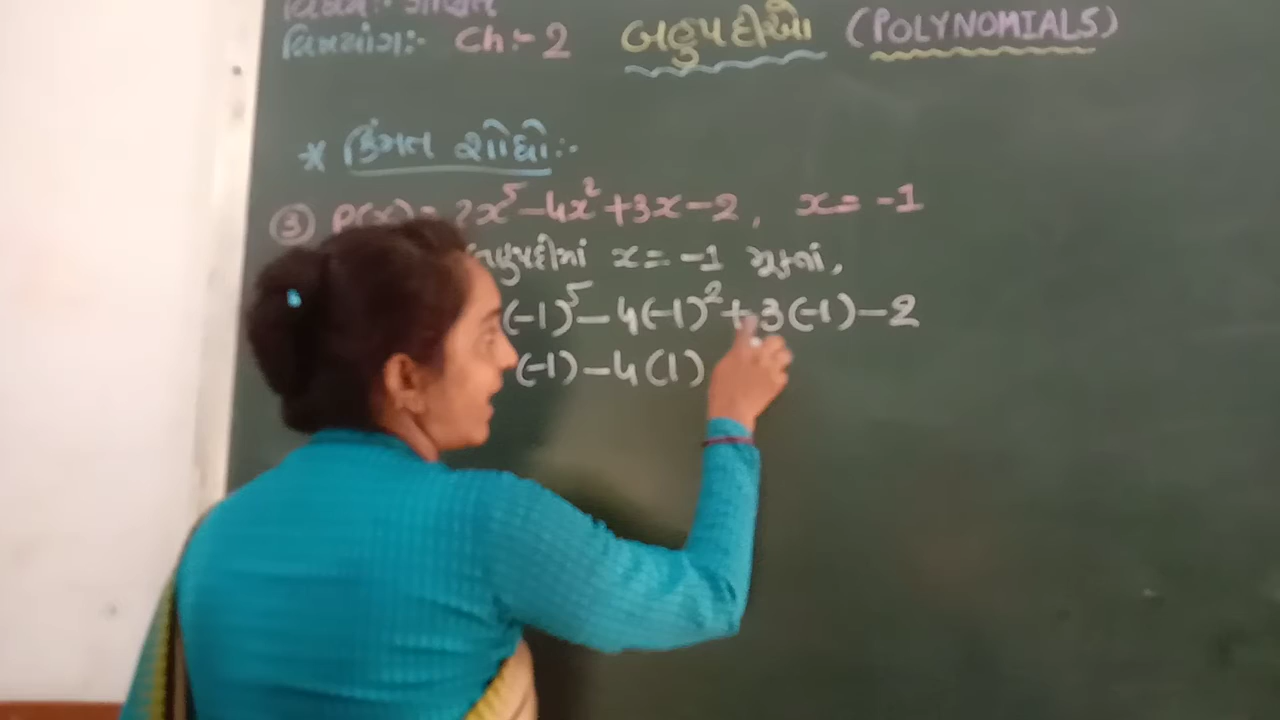 વિષય:- ગણિત
વિભાગ:- Ch:- 2 બહુપદીઓ (POLYNOMIALS)
* કિંમત શોધો:-
③ P(x) = 2x⁵-4x²+3x-2, x= -1
બહુપદીમાં x= -1 મૂકતાં,
(-1)⁵-4(-1)²+3(-1)-2
(-1)-4(1)